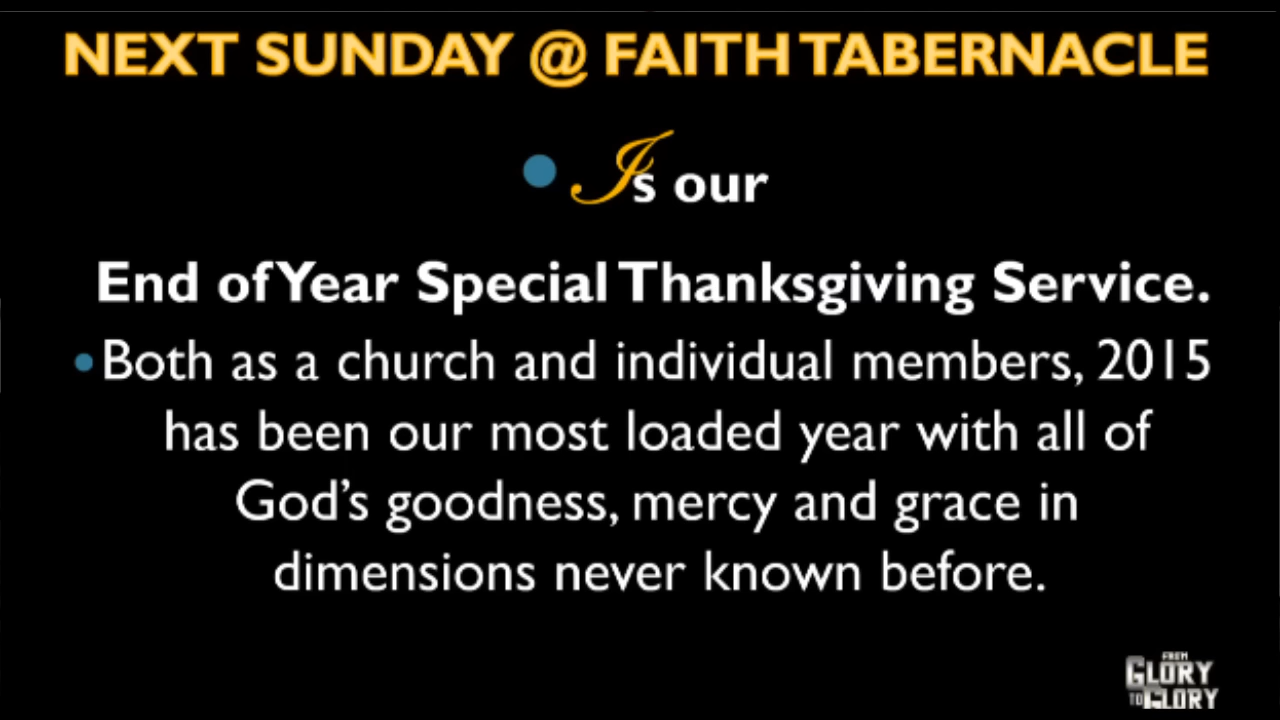 NEXT SUNDAY @ FAITH TABERNACLE
• Is our
End of Year Special Thanksgiving Service.
• Both as a church and individual members, 2015
has been our most loaded year with all of
God’s goodness, mercy and grace in
dimensions never known before.
FROM
GLORY
TO GLORY